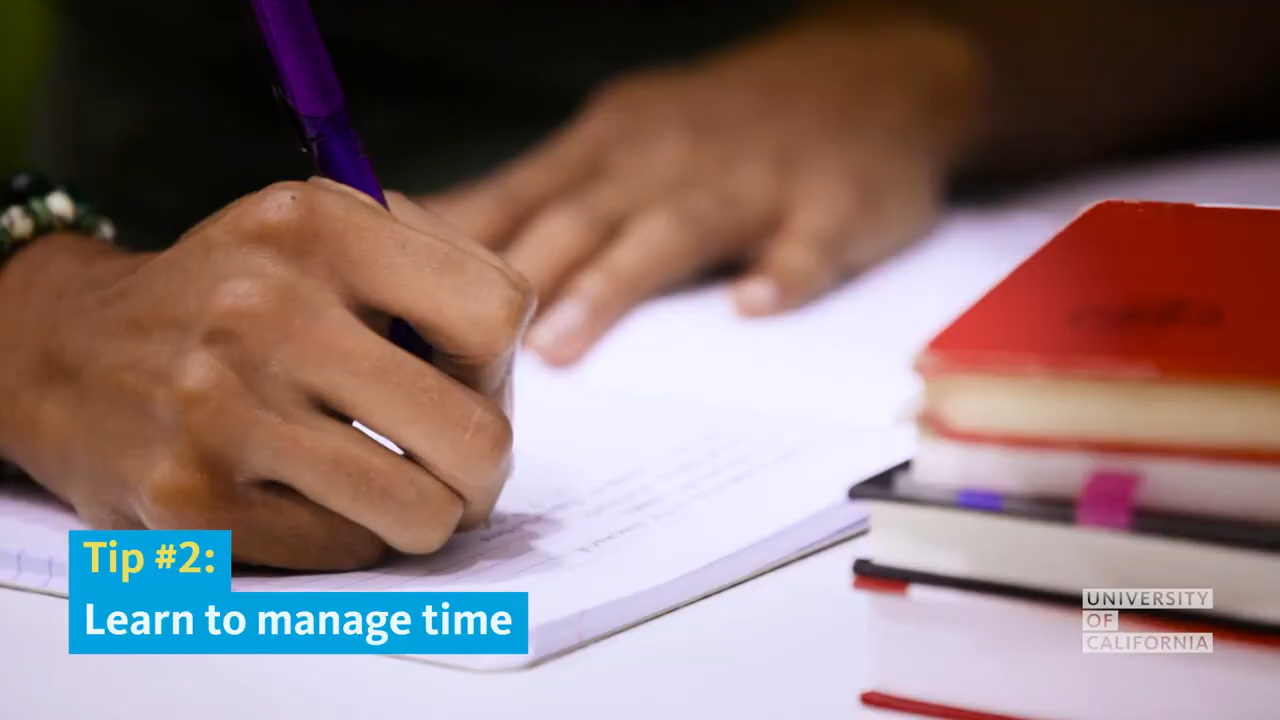 Tip #2:
Learn to manage time
UNIVERSITY
OF
CALIFORNIA